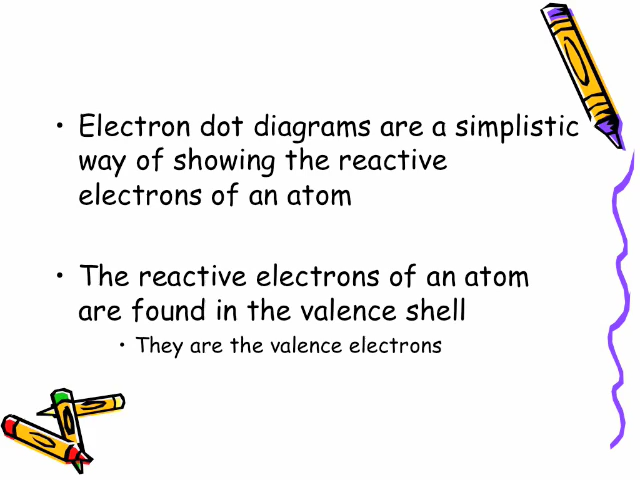 • Electron dot diagrams are a simplistic
way of showing the reactive
electrons of an atom
• The reactive electrons of an atom
are found in the valence shell
• They are the valence electrons